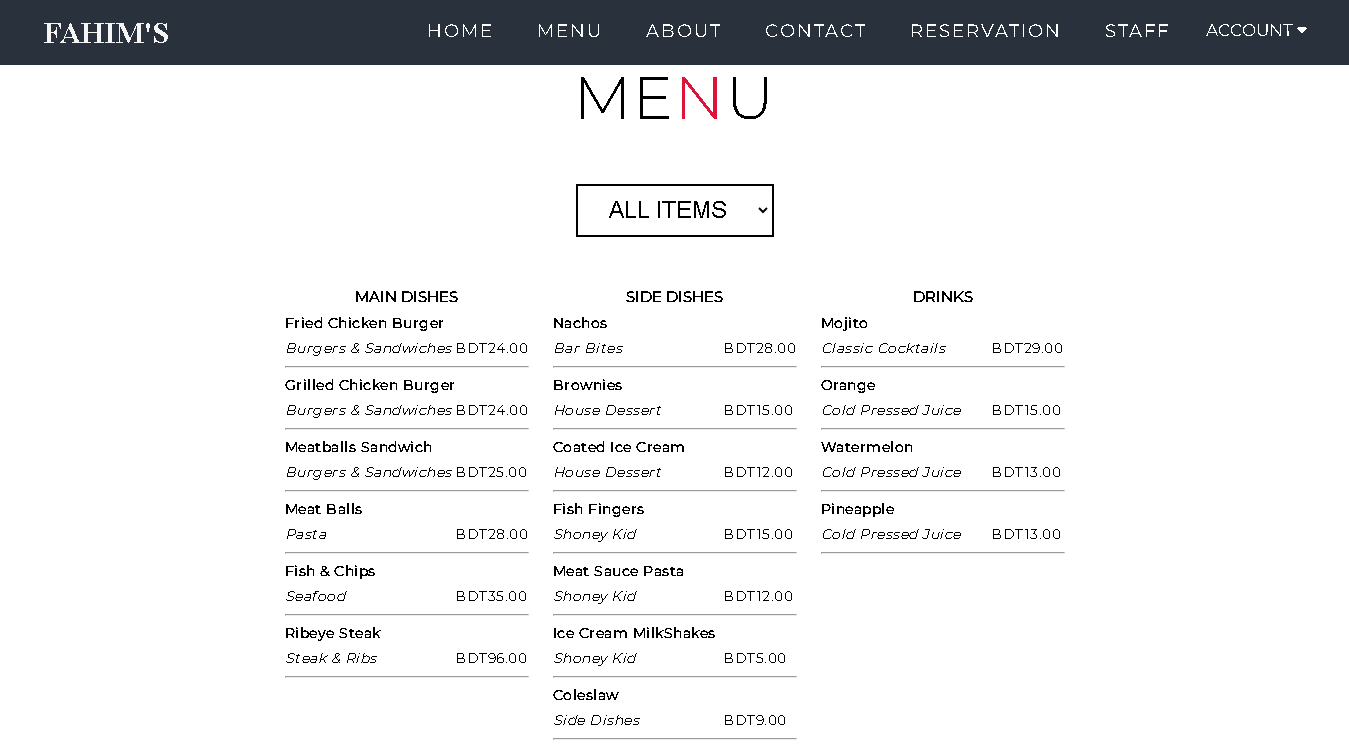 FAHIM'S
HOME MENU ABOUT CONTACT RESERVATION STAFF ACCOUNT
MENU
ALL ITEMS
MAIN DISHES
Fried Chicken Burger
Burgers & Sandwiches BDT24.00
Grilled Chicken Burger
Burgers & Sandwiches BDT24.00
Meatballs Sandwich
Burgers & Sandwiches BDT25.00
Meat Balls
Pasta BDT28.00
Fish & Chips
Seafood BDT35.00
Ribeye Steak
Steak & Ribs BDT96.00
SIDE DISHES
Nachos
Bar Bites BDT28.00
Brownies
House Dessert BDT15.00
Coated Ice Cream
House Dessert BDT12.00
Fish Fingers
Shoney Kid BDT15.00
Meat Sauce Pasta
Shoney Kid BDT12.00
Ice Cream MilkShakes
Shoney Kid BDT5.00
Coleslaw
Side Dishes BDT9.00
DRINKS
Mojito
Classic Cocktails BDT29.00
Orange
Cold Pressed Juice BDT15.00
Watermelon
Cold Pressed Juice BDT13.00
Pineapple
Cold Pressed Juice BDT13.00